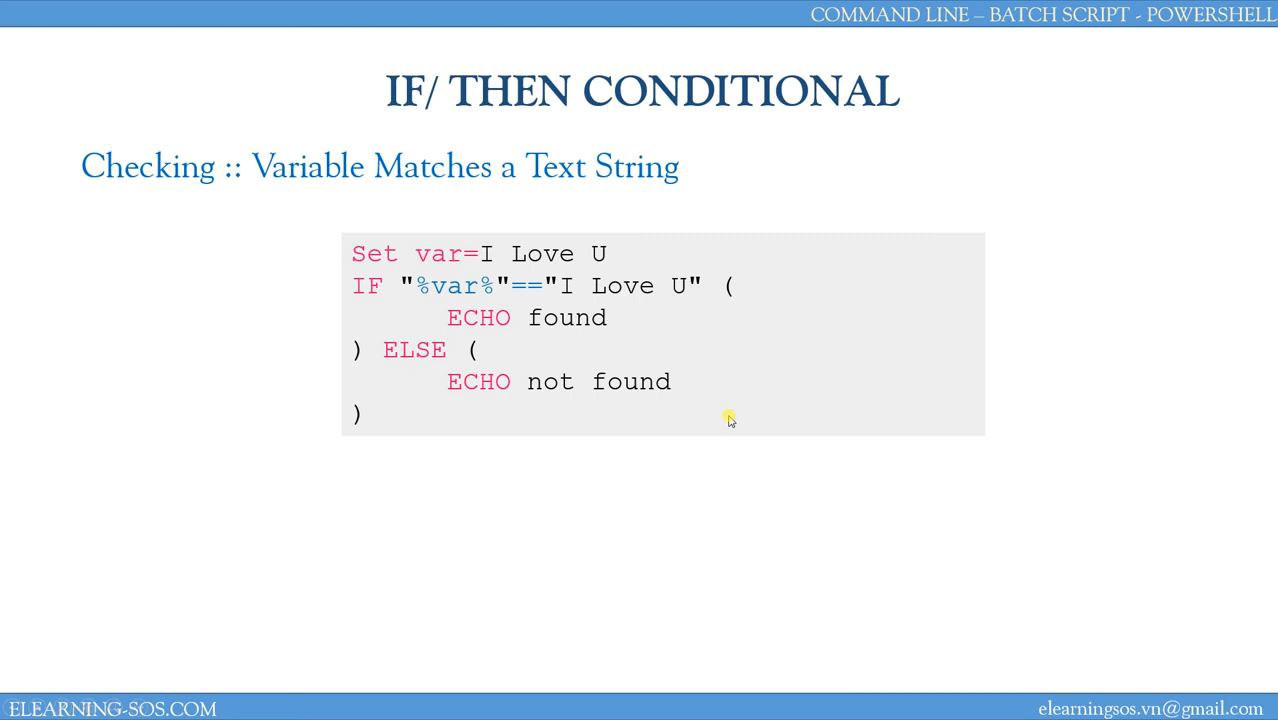 COMMAND LINE – BATCH SCRIPT - POWERSHELL
IF/ THEN CONDITIONAL
Checking :: Variable Matches a Text String
Set var=I Love U
IF "%var%"=="I Love U" (
ECHO found
) ELSE (
ECHO not found
)
ELEARNING-SOS.COM
elearningsos.vn@gmail.com